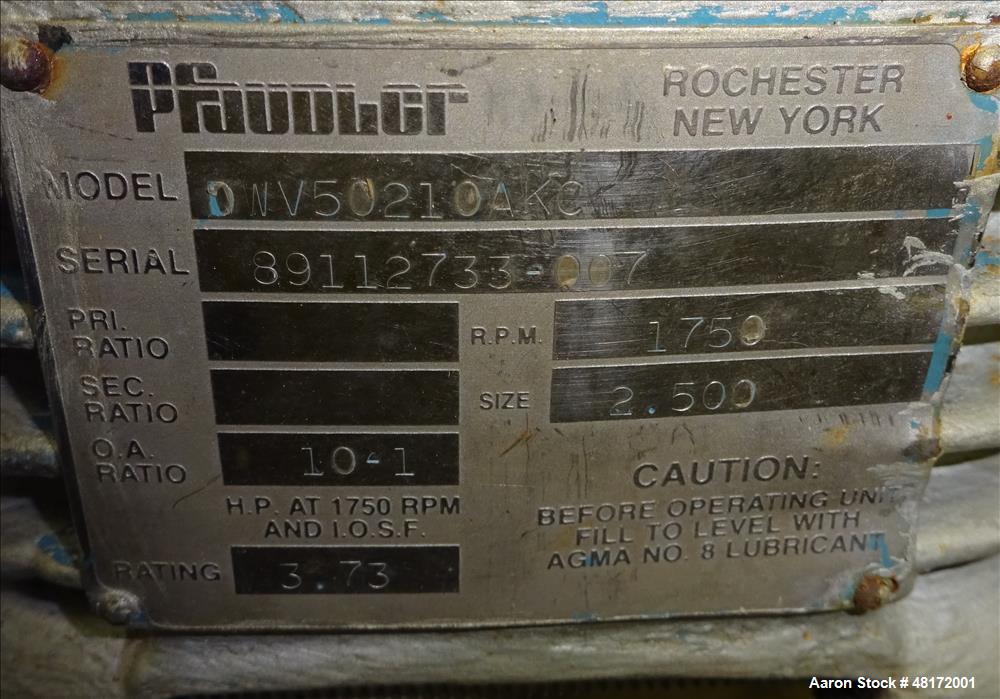 Pfaudler
ROCHESTER
NEW YORK
MODEL DWV50210AKC
SERIAL 89112733-007
PRI.
RATIO
R.P.M. 1750
SEC.
RATIO
SIZE 2.500
O.A.
RATIO 10-1
H.P. AT 1750 RPM
AND I.O.S.F.
RATING 3.73
CAUTION:
BEFORE OPERATING UNIT
FILL TO LEVEL WITH
AGMA NO. 8 LUBRICANT
Aaron Stock # 48172001